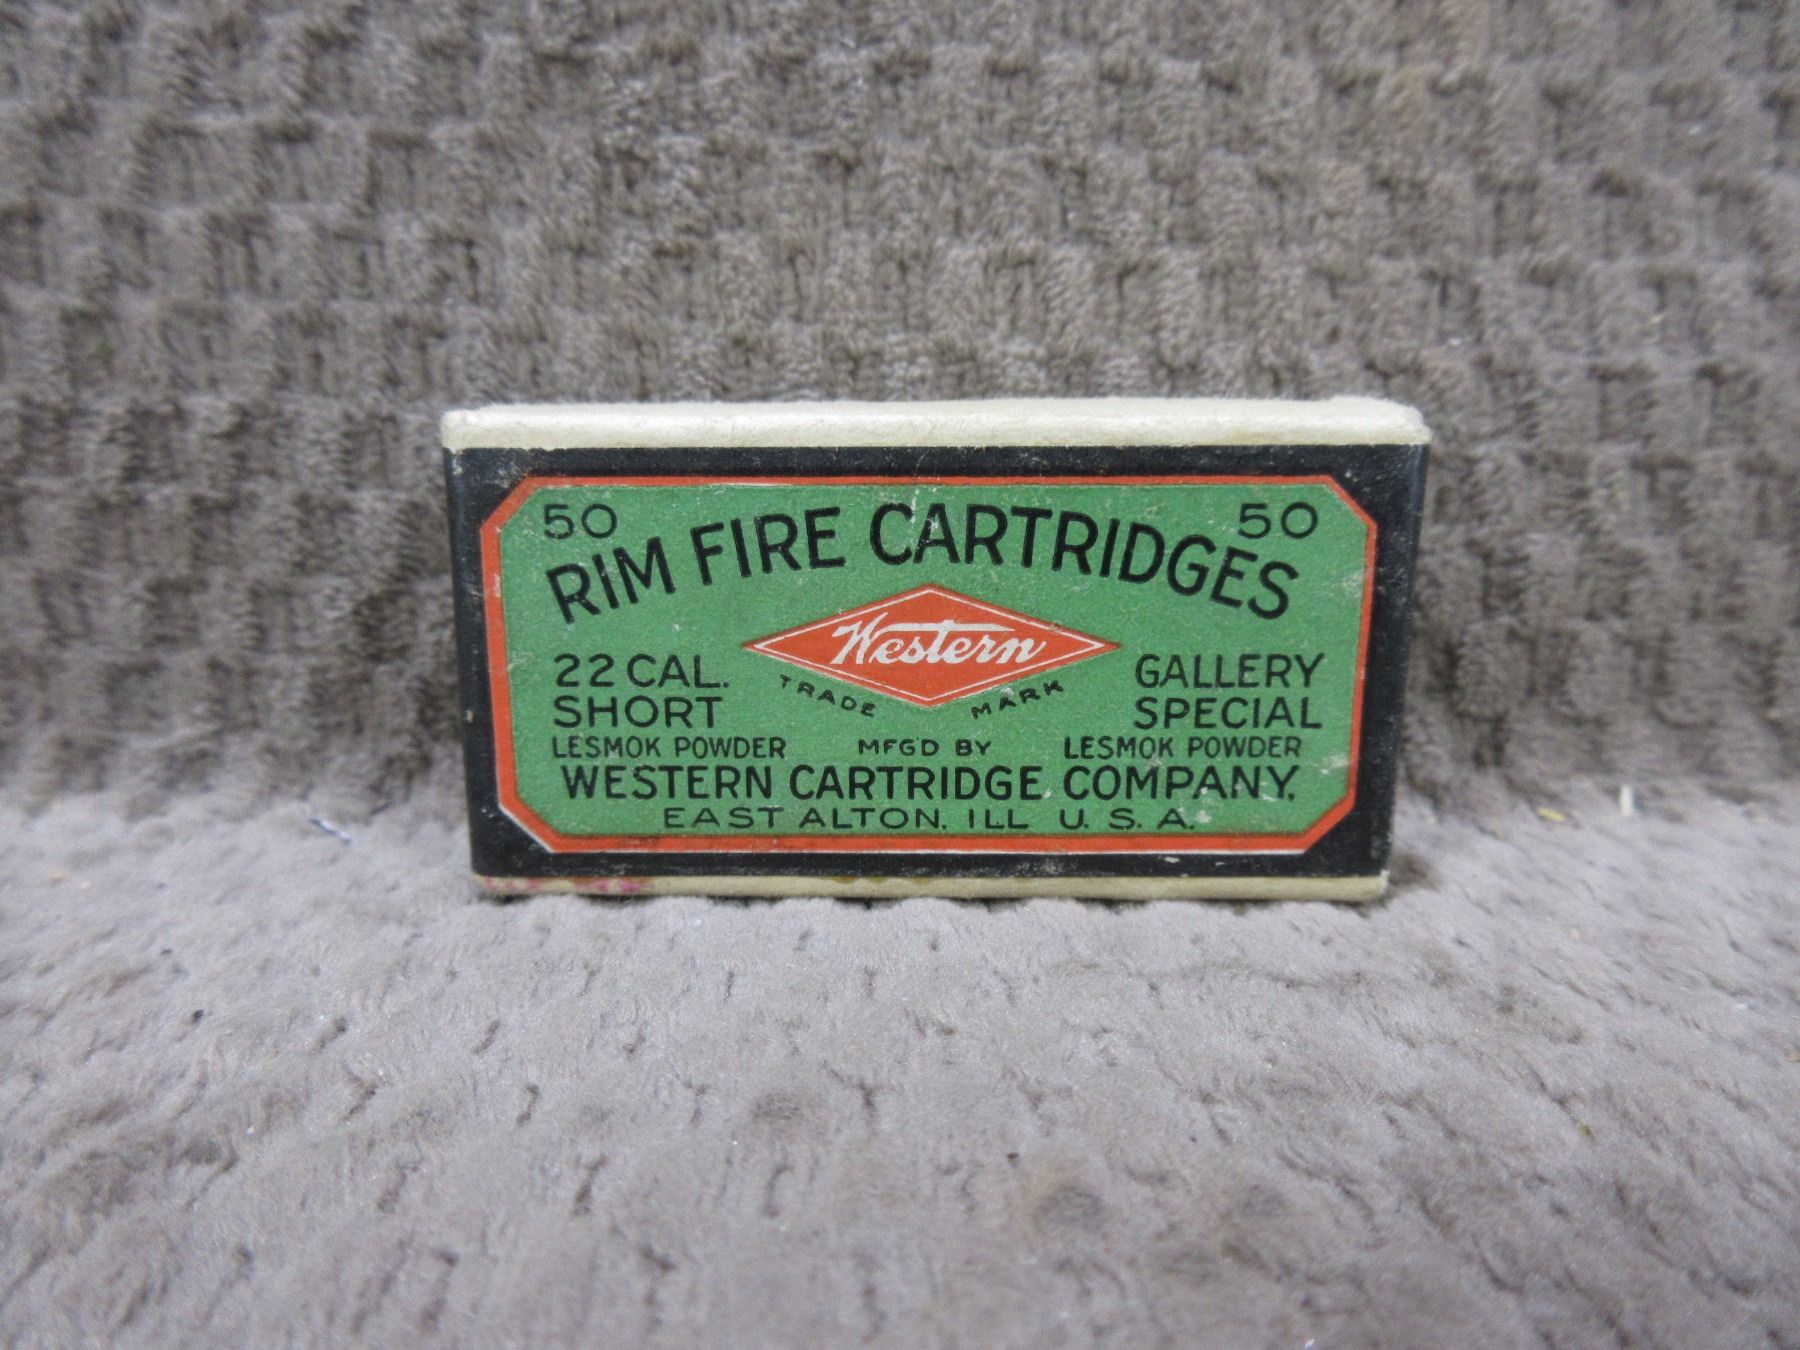 50 50
RIM FIRE CARTRIDGES
Western
TRADE MARK
22 CAL. GALLERY
SHORT SPECIAL
LESMOK POWDER MFG'D BY LESMOK POWDER
WESTERN CARTRIDGE COMPANY.
EAST ALTON. ILL U. S. A.